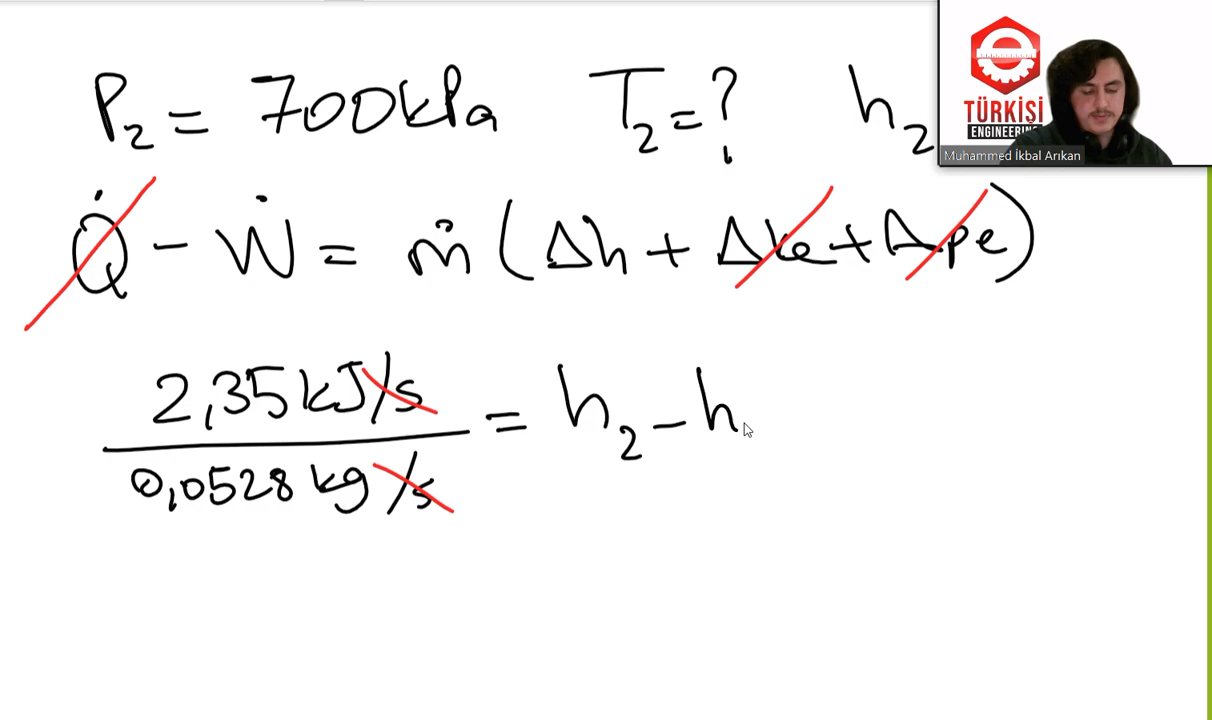 P₂ = 700kPa T₂ = ? h₂
Q̇ - Ẇ = ṁ (Δh + Δke + Δpe)
2,35 kJ/s
0,0528 kg/s
= h₂ - h
TÜRKİŞİ
ENGINEERING
Muhammed İkbal Arıkan